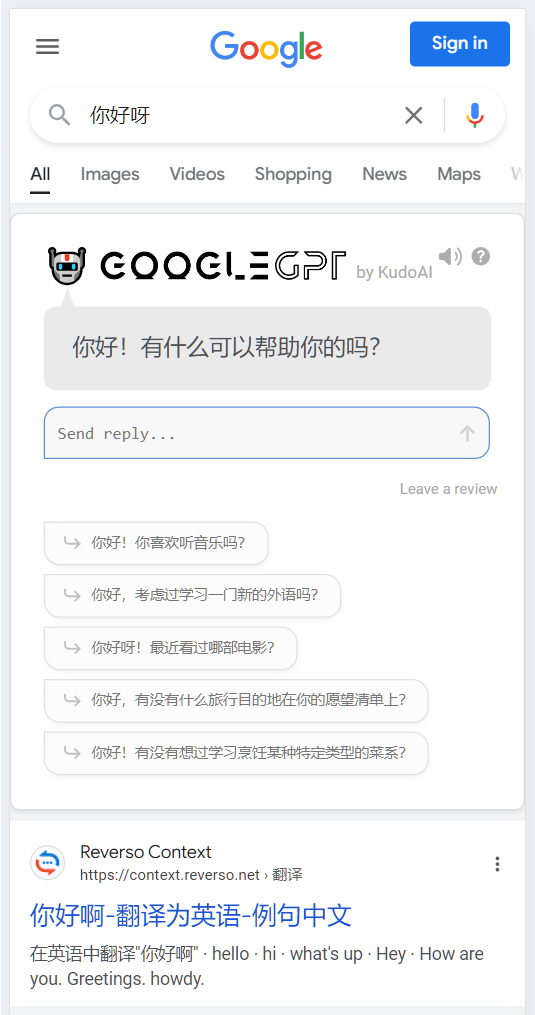 Google
Sign in
你好呀
All Images Videos Shopping News Maps
GOOGLEGPT by KudoAI
你好！有什么可以帮助你的吗？
Send reply...
Leave a review
你好！你喜欢听音乐吗？
你好，考虑过学习一门新的外语吗？
你好呀！最近看过哪部电影？
你好，有没有什么旅行目的地在你的愿望清单上？
你好！有没有想过学习烹饪某种特定类型的菜系？
Reverso Context
https://context.reverso.net › 翻译
你好啊-翻译为英语-例句中文
在英语中翻译"你好啊" · hello · hi · what's up · Hey · How are
you. Greetings. howdy.